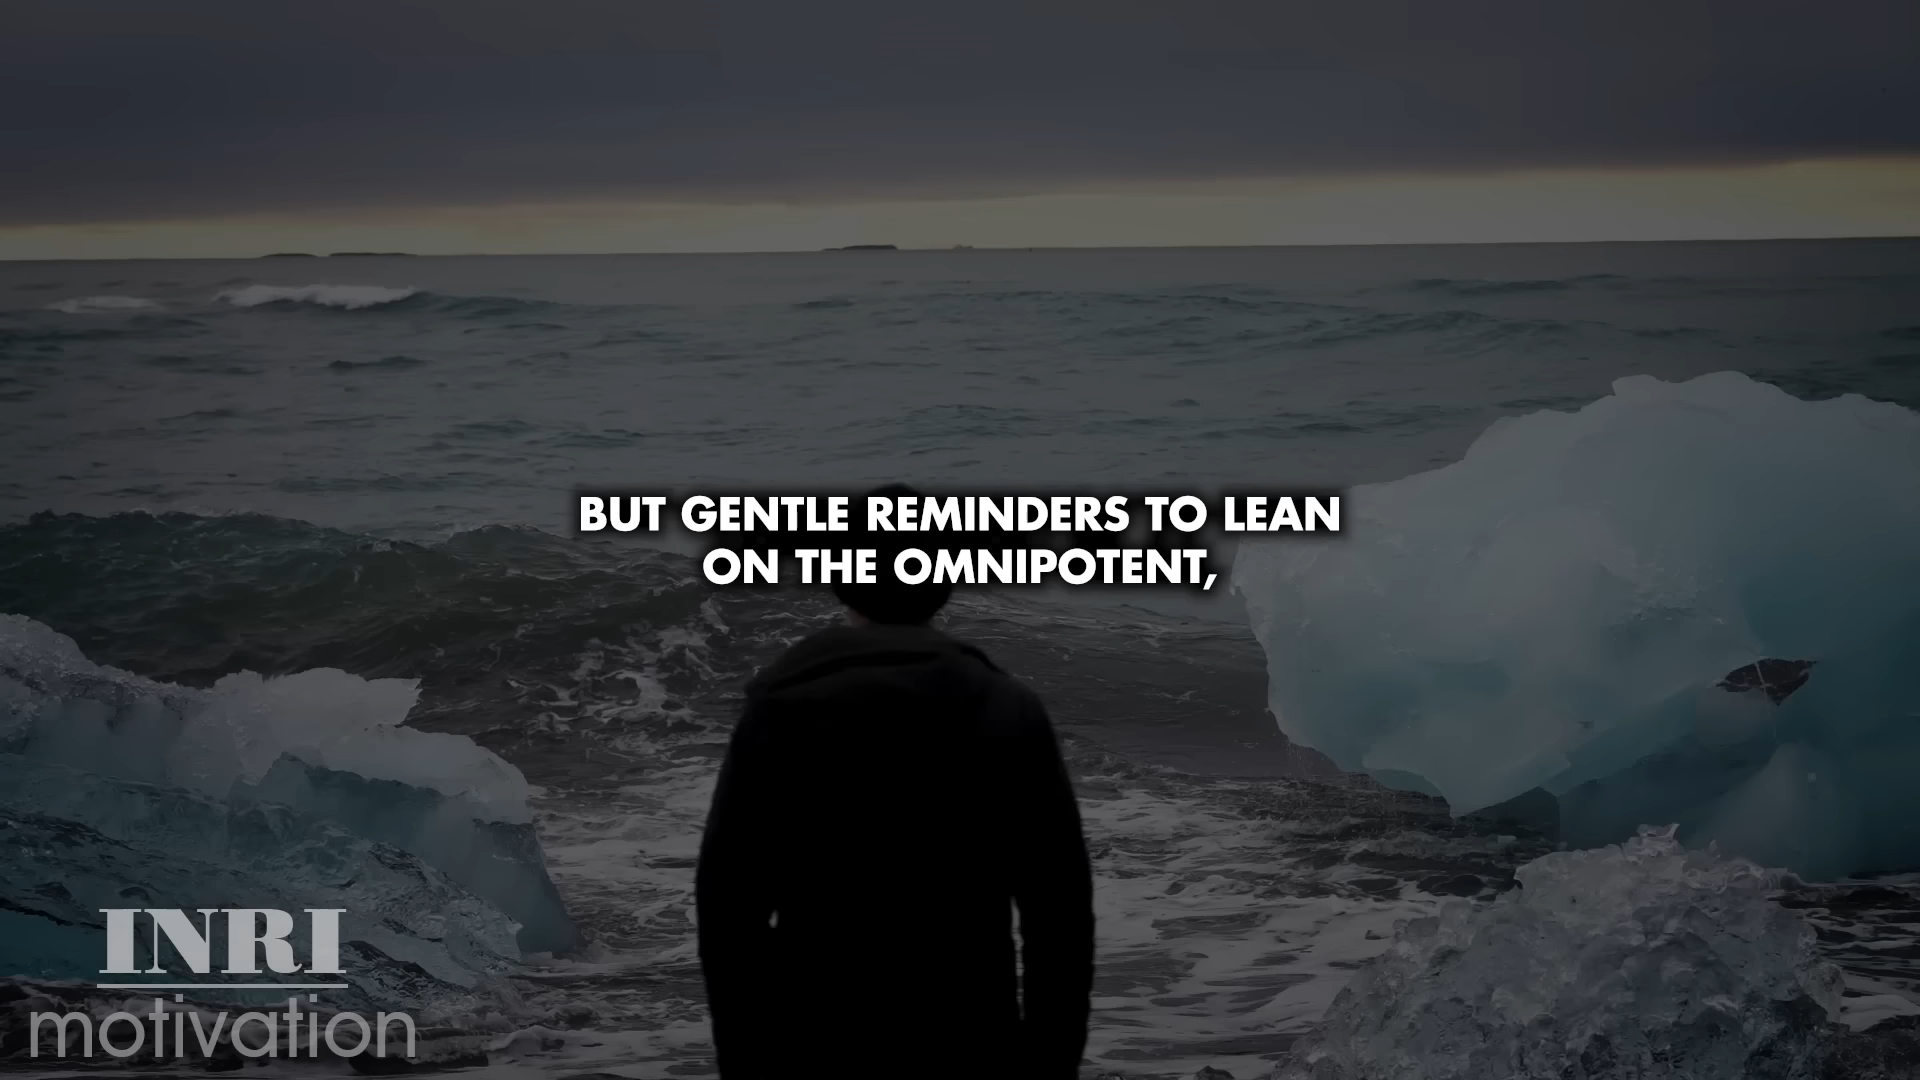 BUT GENTLE REMINDERS TO LEAN
ON THE OMNIPOTENT,
INRI
motivation